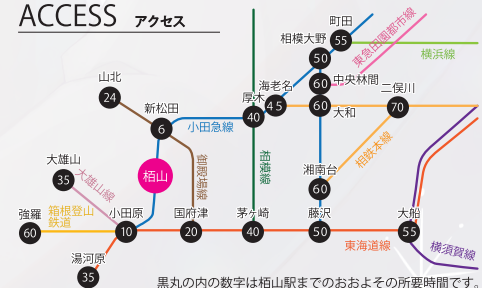 ACCESS アクセス
町田
55
相模大野
50
東急田園都市線
横浜線
山北
24
海老名
45
60
中央林間
二俣川
70
新松田
6
小田急線
厚木
40
60
大和
大雄山
35
大雄山線
栢山
御殿場線
相模線
湘南台
60
相鉄本線
強羅
60
箱根登山
鉄道
小田原
10
国府津
20
茅ヶ崎
40
藤沢
50
大船
55
東海道線
横須賀線
湯河原
35
黒丸の内の数字は栢山駅までのおおよその所要時間です。